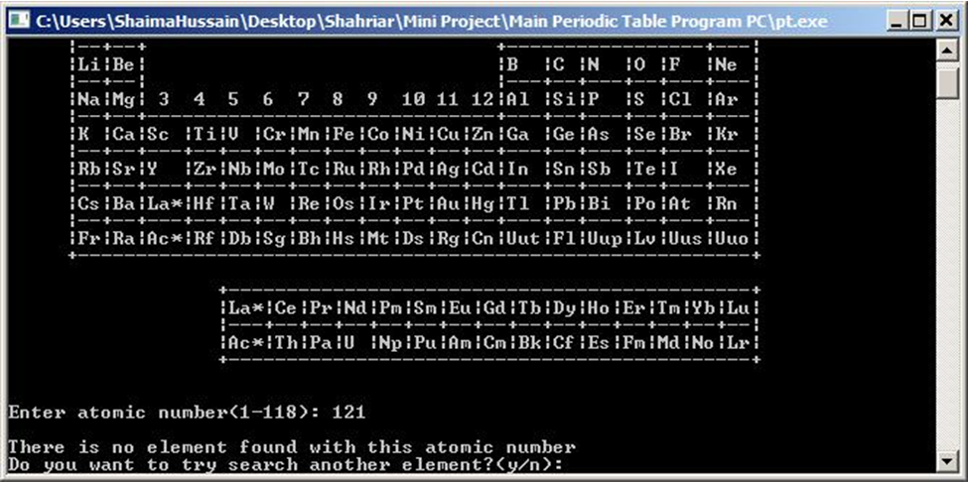 C:\Users\ShaimaHussain\Desktop\Shahriar\Mini Project\Main Periodic Table Program PC\pt.exe
|Li|Be| |B |C |N |O |F |Ne |
|Na|Mg| 3 4 5 6 7 8 9 10 11 12|Al |Si|P |S |Cl |Ar |
|K |Ca|Sc |Ti|V |Cr|Mn|Fe|Co|Ni|Cu|Zn|Ga |Ge|As |Se|Br |Kr |
|Rb|Sr|Y |Zr|Nb|Mo|Tc|Ru|Rh|Pd|Ag|Cd|In |Sn|Sb |Te|I |Xe |
|Cs|Ba|La*|Hf|Ta|W |Re|Os|Ir|Pt|Au|Hg|Tl |Pb|Bi |Po|At |Rn |
|Fr|Ra|Ac*|Rf|Db|Sg|Bh|Hs|Mt|Ds|Rg|Cn|Uut|Fl|Uup|Lv|Uus|Uuo|
|La*|Ce|Pr|Nd|Pm|Sm|Eu|Gd|Tb|Dy|Ho|Er|Tm|Yb|Lu|
|Ac*|Th|Pa|U |Np|Pu|Am|Cm|Bk|Cf|Es|Fm|Md|No|Lr|
Enter atomic number(1-118): 121
There is no element found with this atomic number
Do you want to try search another element?(y/n):